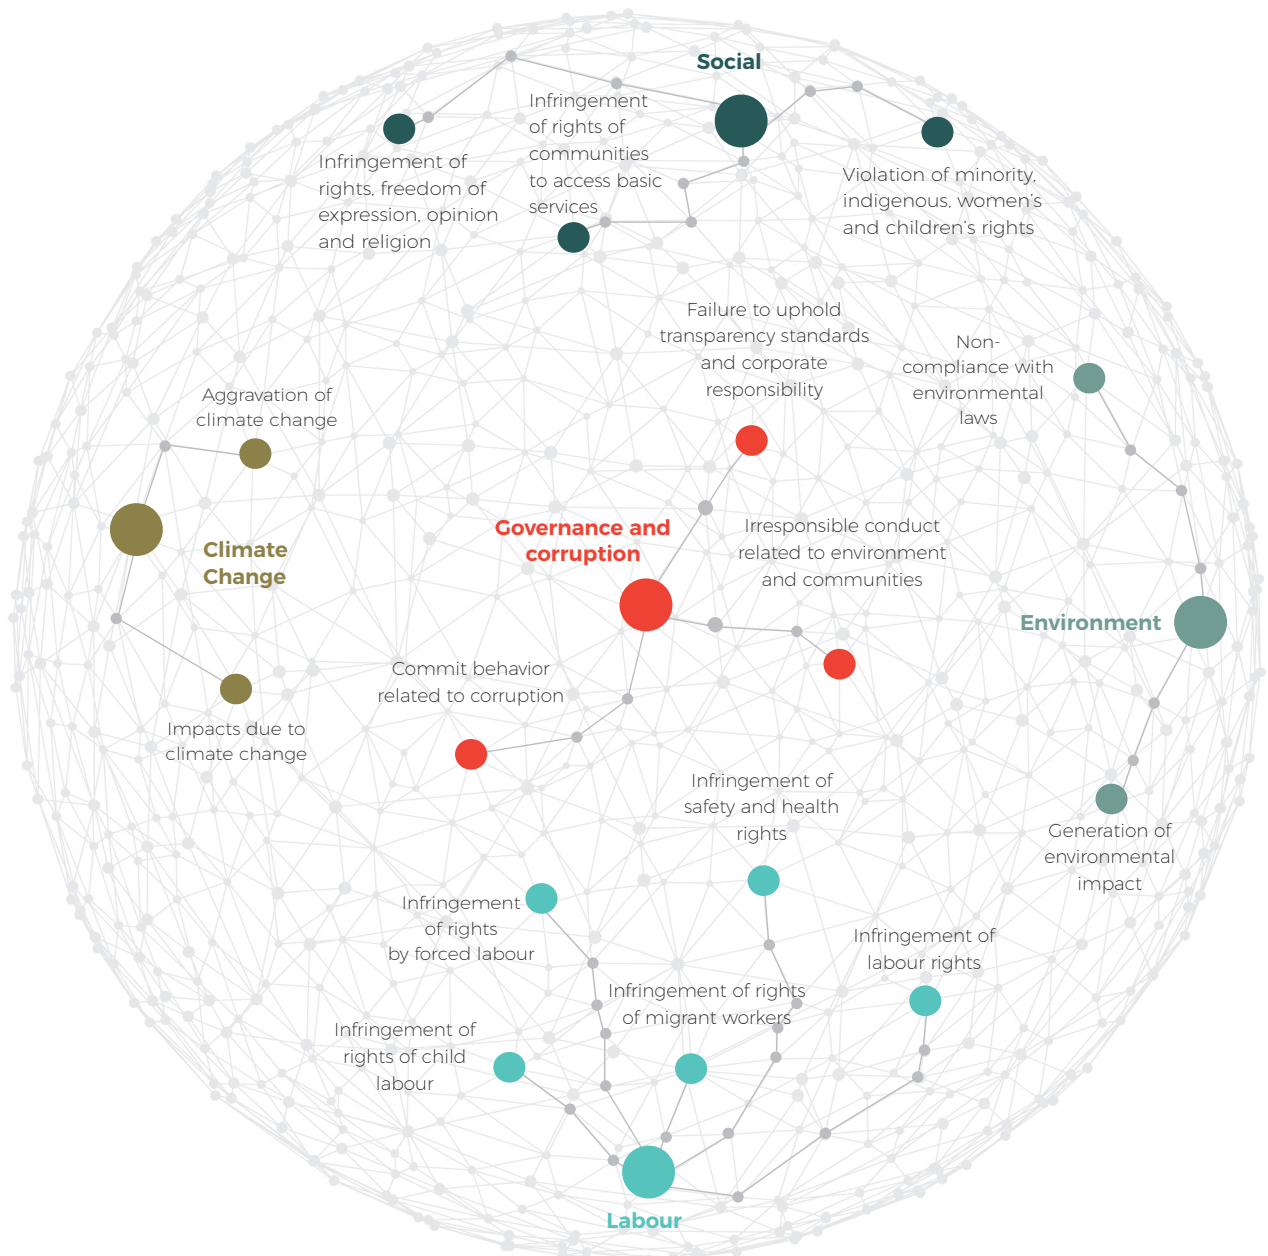 Social
Infringement of
rights, freedom of
expression, opinion
and religion
Infringement
of rights of
communities
to access basic
services
Violation of minority,
indigenous, women's
and children's rights
Failure to uphold
transparency standards
and corporate
responsibility
Non-
compliance with
environmental
laws
Aggravation of
climate change
Climate
Change
Governance and
corruption
Irresponsible conduct
related to environment
and communities
Environment
Commit behavior
related to corruption
Impacts due to
climate change
Infringement of
safety and health
rights
Generation of
environmental
impact
Infringement
of rights
by forced labour
Infringement of
labour rights
Infringement of rights
of migrant workers
Infringement of
rights of child
labour
Labour